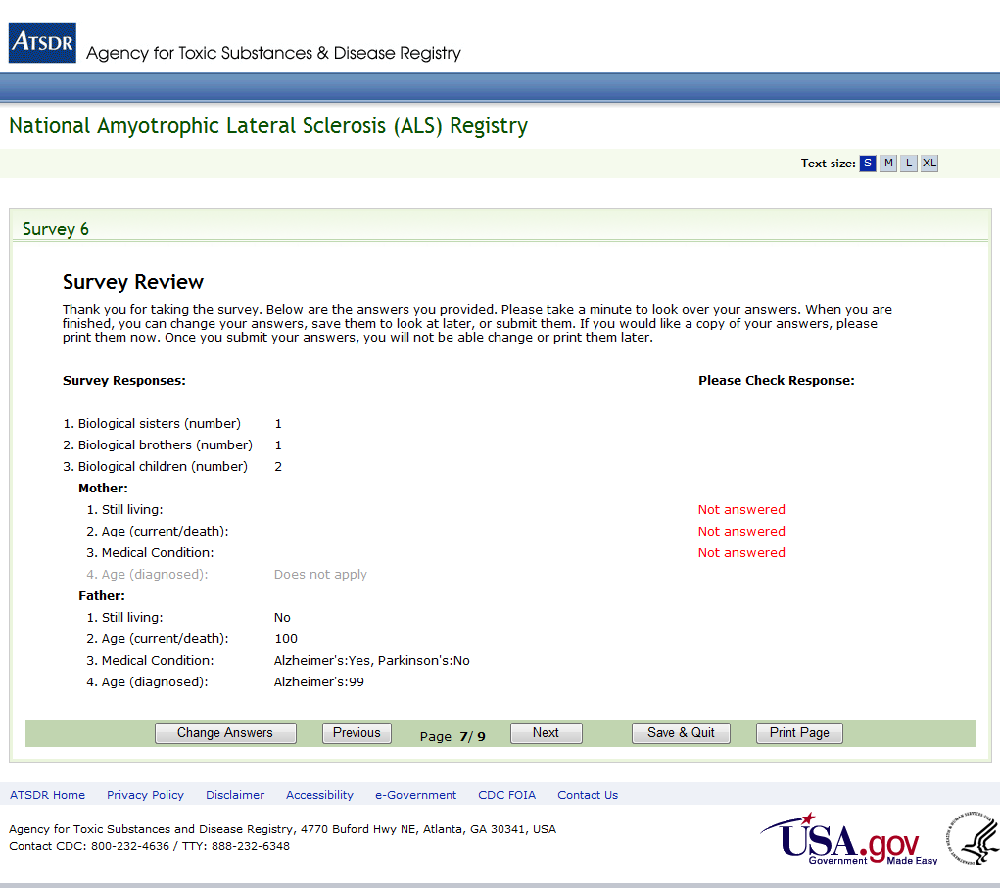 ATSDR
Agency for Toxic Substances & Disease Registry
National Amyotrophic Lateral Sclerosis (ALS) Registry
Text size: S M L XL
Survey 6
Survey Review
Thank you for taking the survey. Below are the answers you provided. Please take a minute to look over your answers. When you are
finished, you can change your answers, save them to look at later, or submit them. If you would like a copy of your answers, please
print them now. Once you submit your answers, you will not be able change or print them later.
Survey Responses: Please Check Response:
1. Biological sisters (number) 1
2. Biological brothers (number) 1
3. Biological children (number) 2
Mother:
1. Still living: Not answered
2. Age (current/death): Not answered
3. Medical Condition: Not answered
4. Age (diagnosed): Does not apply
Father:
1. Still living: No
2. Age (current/death): 100
3. Medical Condition: Alzheimer's:Yes, Parkinson's:No
4. Age (diagnosed): Alzheimer's:99
Change Answers Previous Page 7/ 9 Next Save & Quit Print Page
ATSDR Home Privacy Policy Disclaimer Accessibility e-Government CDC FOIA Contact Us
Agency for Toxic Substances and Disease Registry, 4770 Buford Hwy NE, Atlanta, GA 30341, USA
Contact CDC: 800-232-4636 / TTY: 888-232-6348
USA.gov
Government Made Easy